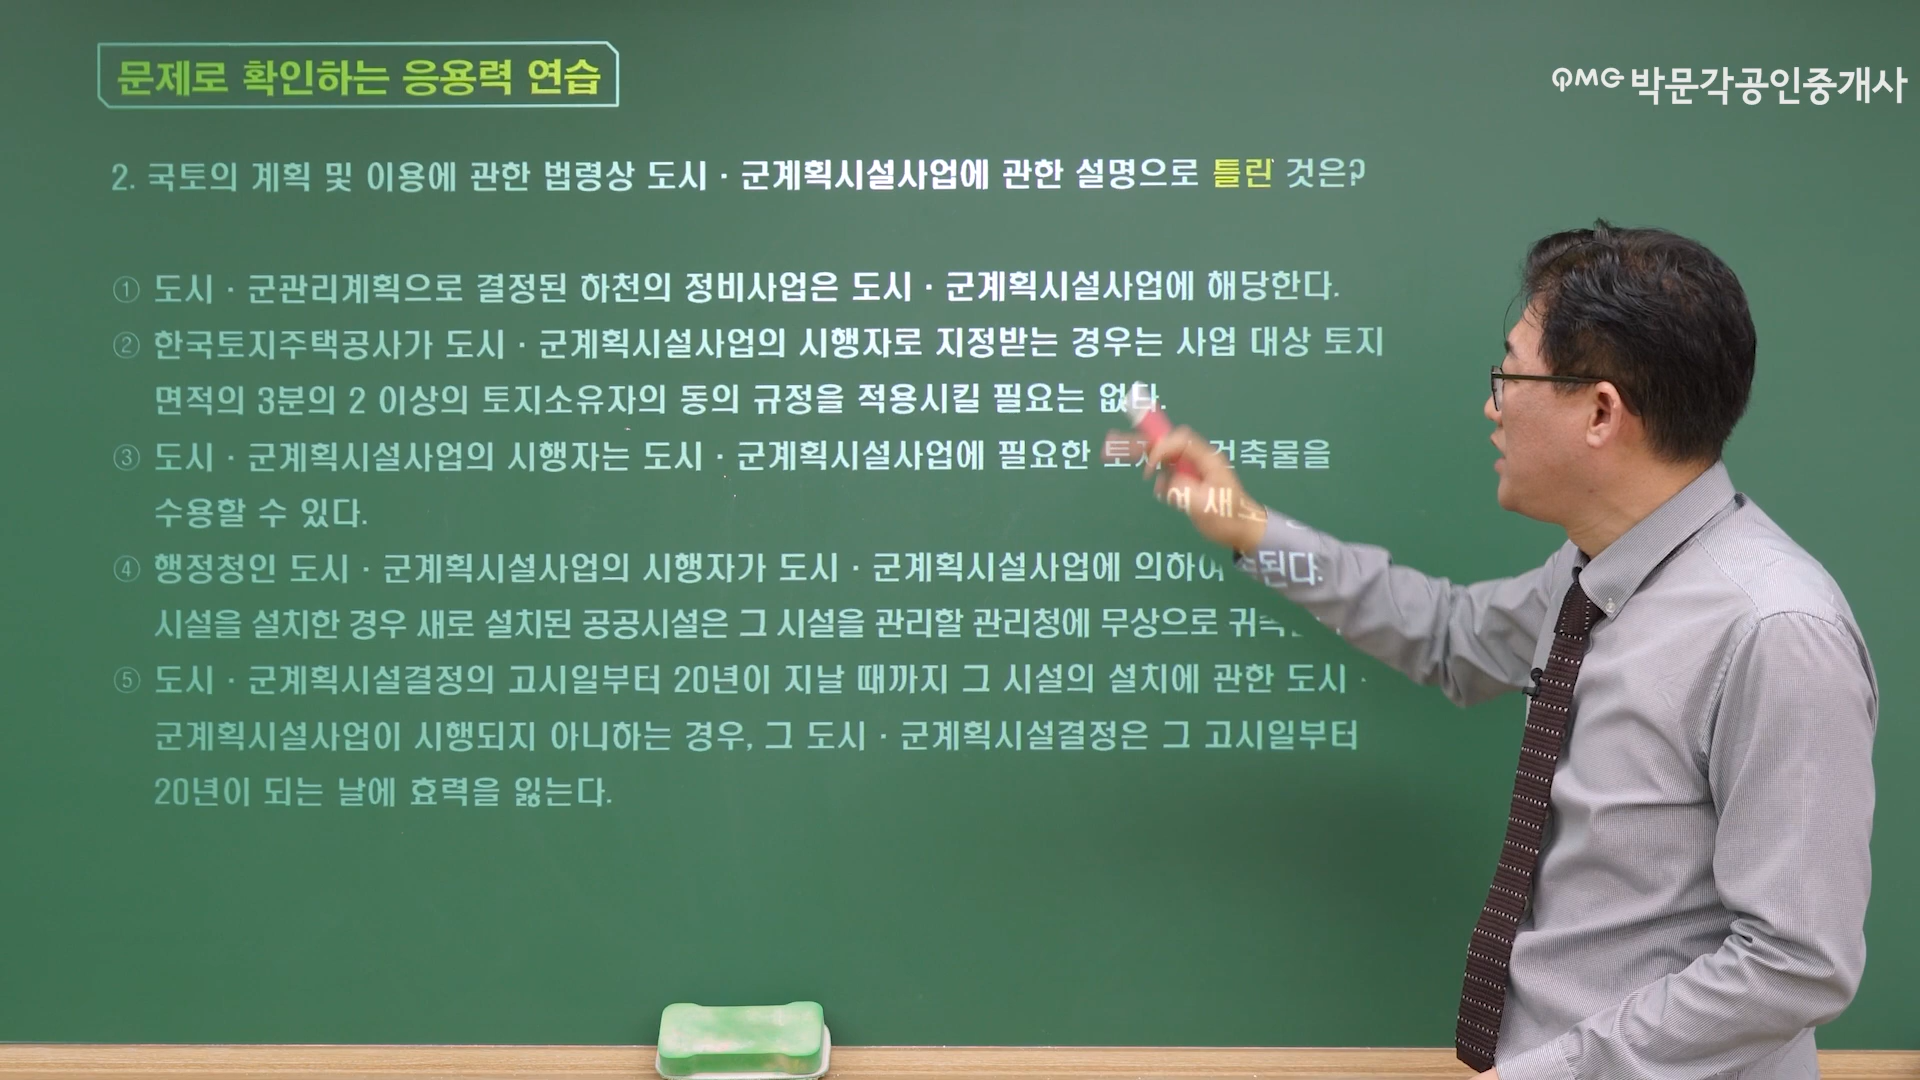 문제로 확인하는 응용력 연습
QMG 박문각공인중개사
2. 국토의 계획 및 이용에 관한 법령상 도시 · 군계획시설사업에 관한 설명으로 틀린 것은?
① 도시 · 군관리계획으로 결정된 하천의 정비사업은 도시 · 군계획시설사업에 해당한다.
② 한국토지주택공사가 도시 · 군계획시설사업의 시행자로 지정받는 경우는 사업 대상 토지
면적의 3분의 2 이상의 토지소유자의 동의 규정을 적용시킬 필요는 없다.
③ 도시 · 군계획시설사업의 시행자는 도시 · 군계획시설사업에 필요한 건축물을
수용할 수 있다.
④ 행정청인 도시 · 군계획시설사업의 시행자가 도시 · 군계획시설사업에 의하여 새로
시설을 설치한 경우 새로 설치된 공공시설은 그 시설을 관리할 관리청에 무상으로 귀속된다.
⑤ 도시 · 군계획시설결정의 고시일부터 20년이 지날 때까지 그 시설의 설치에 관한 도시 ·
군계획시설사업이 시행되지 아니하는 경우, 그 도시 · 군계획시설결정은 그 고시일부터
20년이 되는 날에 효력을 잃는다.